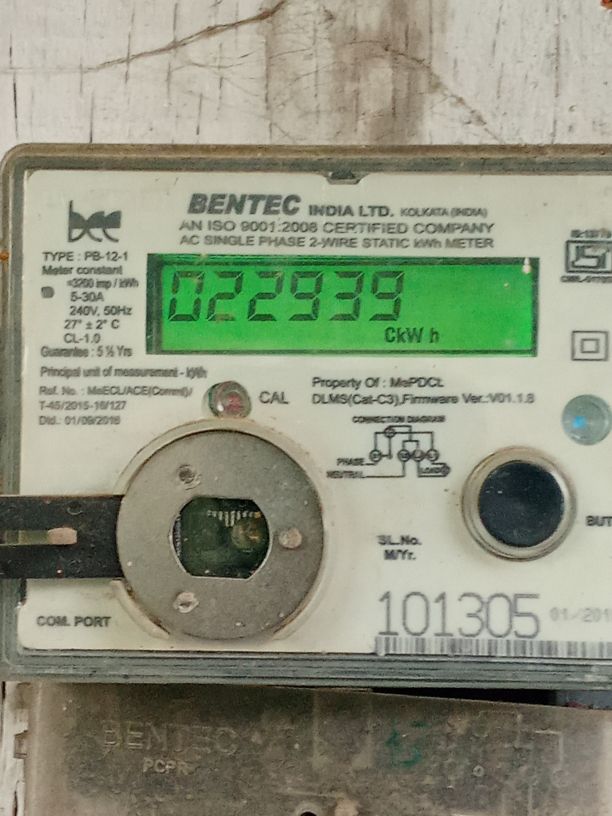 bee
BENTEC INDIA LTD. KOLKATA (INDIA)
AN ISO 9001:2008 CERTIFIED COMPANY
AC SINGLE PHASE 2-WIRE STATIC kWh METER
TYPE : PB-12-1
Meter constant
=3200 imp / kWh
5-30A
240V, 50Hz
27° ± 2° C
CL-1.0
Guarantee : 5 ½ Yrs
022939
CkW h
Principal unit of measurement - kWh
Ref. No. : MeECL/ACE(Comml)/
T-45/2015-16/127
Dtd.: 01/09/2016
CAL
Property Of : MePDCL
DLMS(Cat-C3),Firmware Ver.:V01.1.8
CONNECTION DIAGRAM
PHASE
NEUTRAL
LOAD
BUT
SL.No.
M/Yr.
101305
COM. PORT
BENTEC